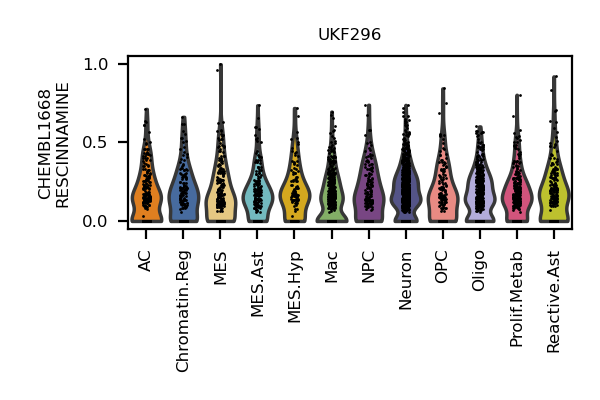 UKF296
CHEMBL1668
RESCINNAMINE
1.0
0.5
0.0
AC
Chromatin.Reg
MES
MES.Ast
MES.Hyp
Mac
NPC
Neuron
OPC
Oligo
Prolif.Metab
Reactive.Ast